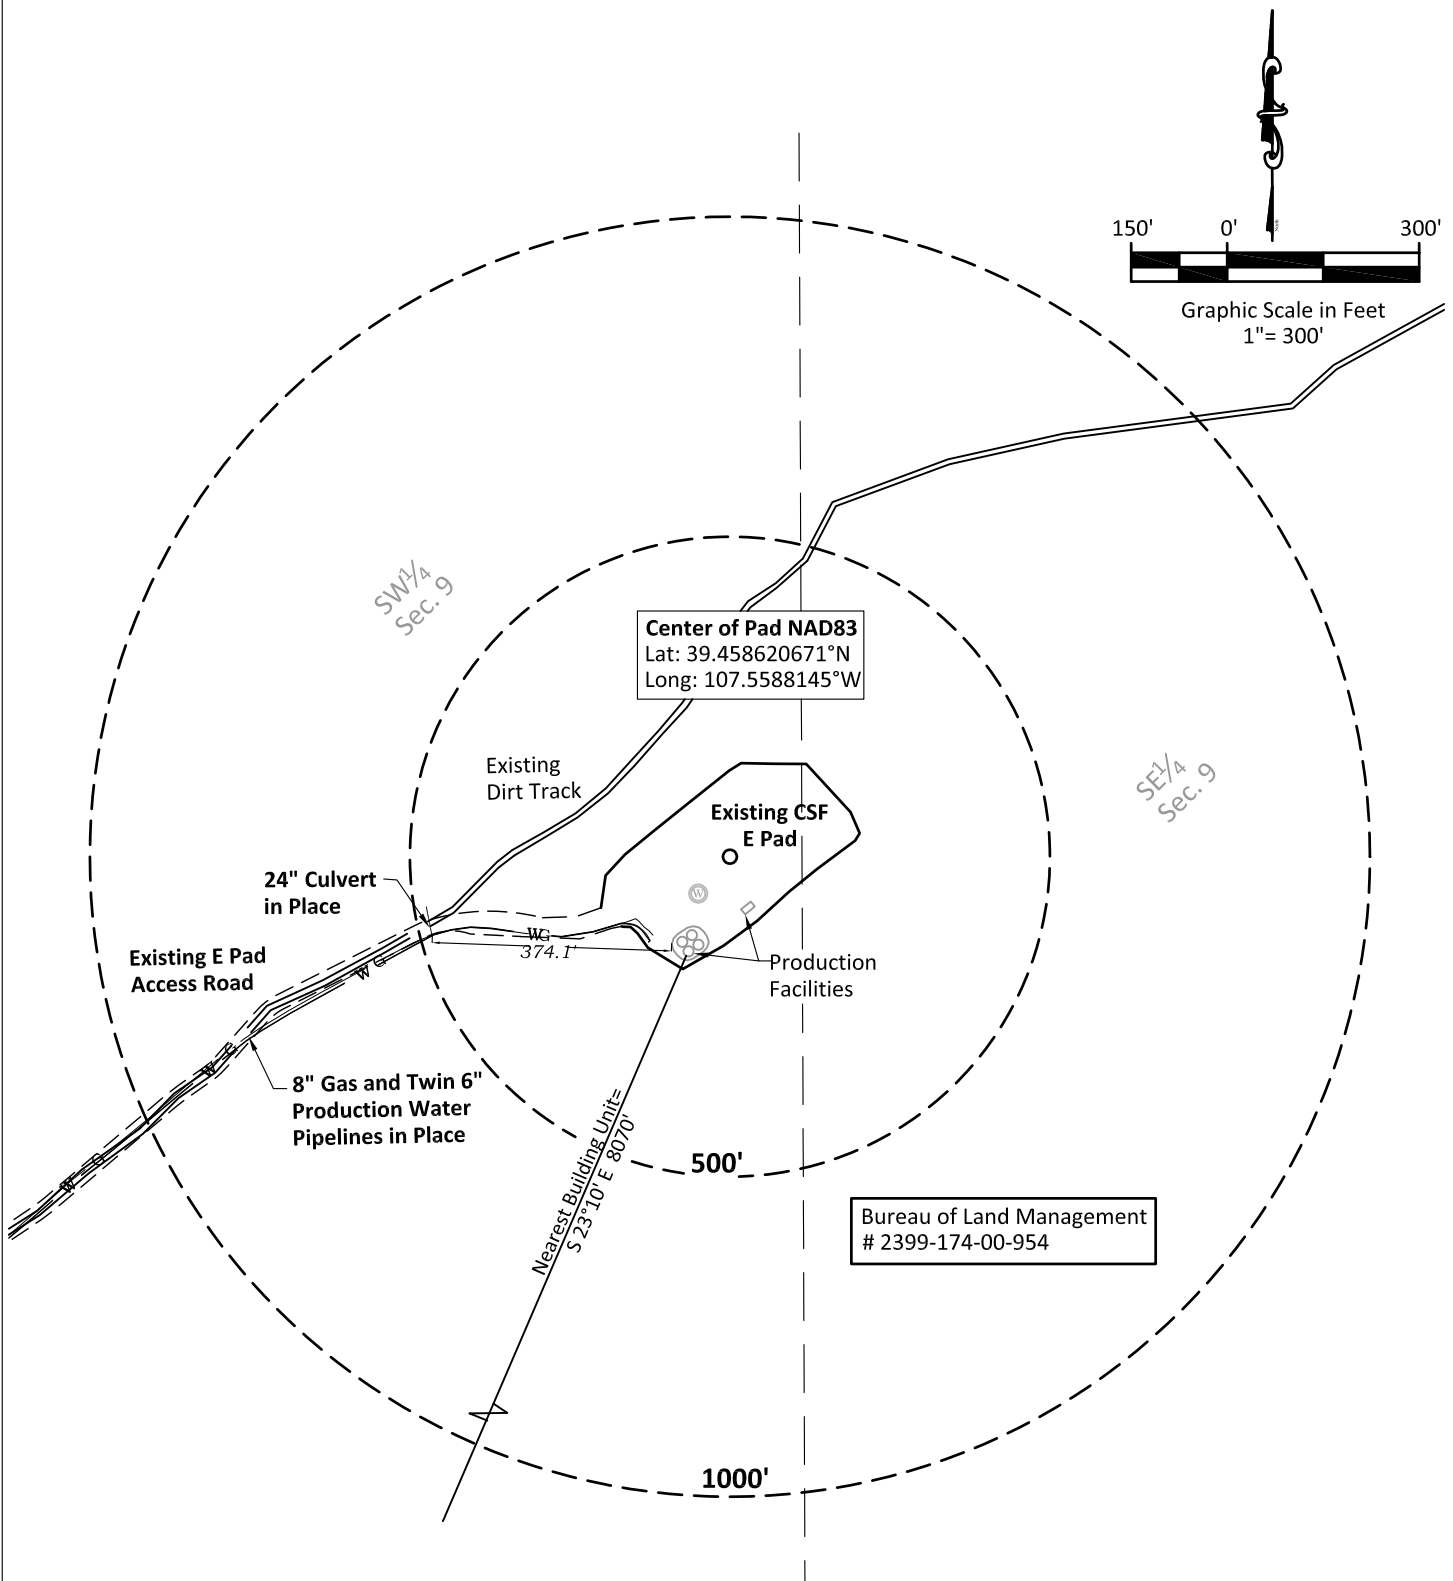 150' 0' 300'
Graphic Scale in Feet
1"= 300'
SW1/4
Sec. 9
Center of Pad NAD83
Lat: 39.458620671°N
Long: 107.5588145°W
Existing
Dirt Track
SE1/4
Sec. 9
Existing CSF
E Pad
W
24" Culvert
in Place
WG
374.1'
Existing E Pad
Access Road
W G
Production
Facilities
W G
8" Gas and Twin 6"
Production Water
Pipelines in Place
W G
Nearest Building Unit=
S 23°10' E 8070'
500'
Bureau of Land Management
# 2399-174-00-954
1000'